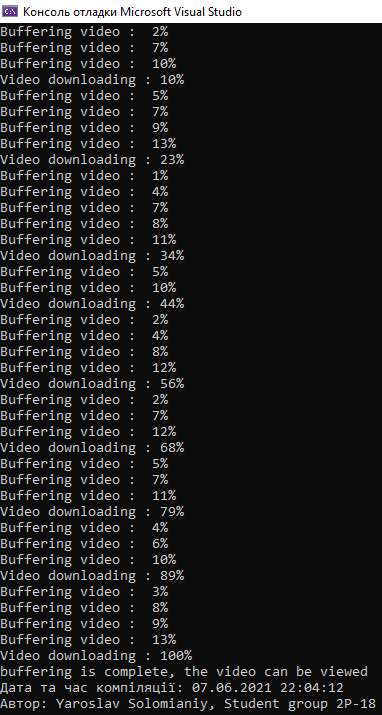 Консоль отладки Microsoft Visual Studio
Buffering video :  2%
Buffering video :  7%
Buffering video :  10%
Video downloading : 10%
Buffering video :  5%
Buffering video :  7%
Buffering video :  9%
Buffering video :  13%
Video downloading : 23%
Buffering video :  1%
Buffering video :  4%
Buffering video :  7%
Buffering video :  8%
Buffering video :  11%
Video downloading : 34%
Buffering video :  5%
Buffering video :  10%
Video downloading : 44%
Buffering video :  2%
Buffering video :  4%
Buffering video :  8%
Buffering video :  12%
Video downloading : 56%
Buffering video :  2%
Buffering video :  7%
Buffering video :  12%
Video downloading : 68%
Buffering video :  5%
Buffering video :  7%
Buffering video :  11%
Video downloading : 79%
Buffering video :  4%
Buffering video :  6%
Buffering video :  10%
Video downloading : 89%
Buffering video :  3%
Buffering video :  8%
Buffering video :  9%
Buffering video :  13%
Video downloading : 100%
buffering is complete, the video can be viewed
Дата та час компіляції: 07.06.2021 22:04:12
Автор: Yaroslav Solomianiy, Student group 2P-18